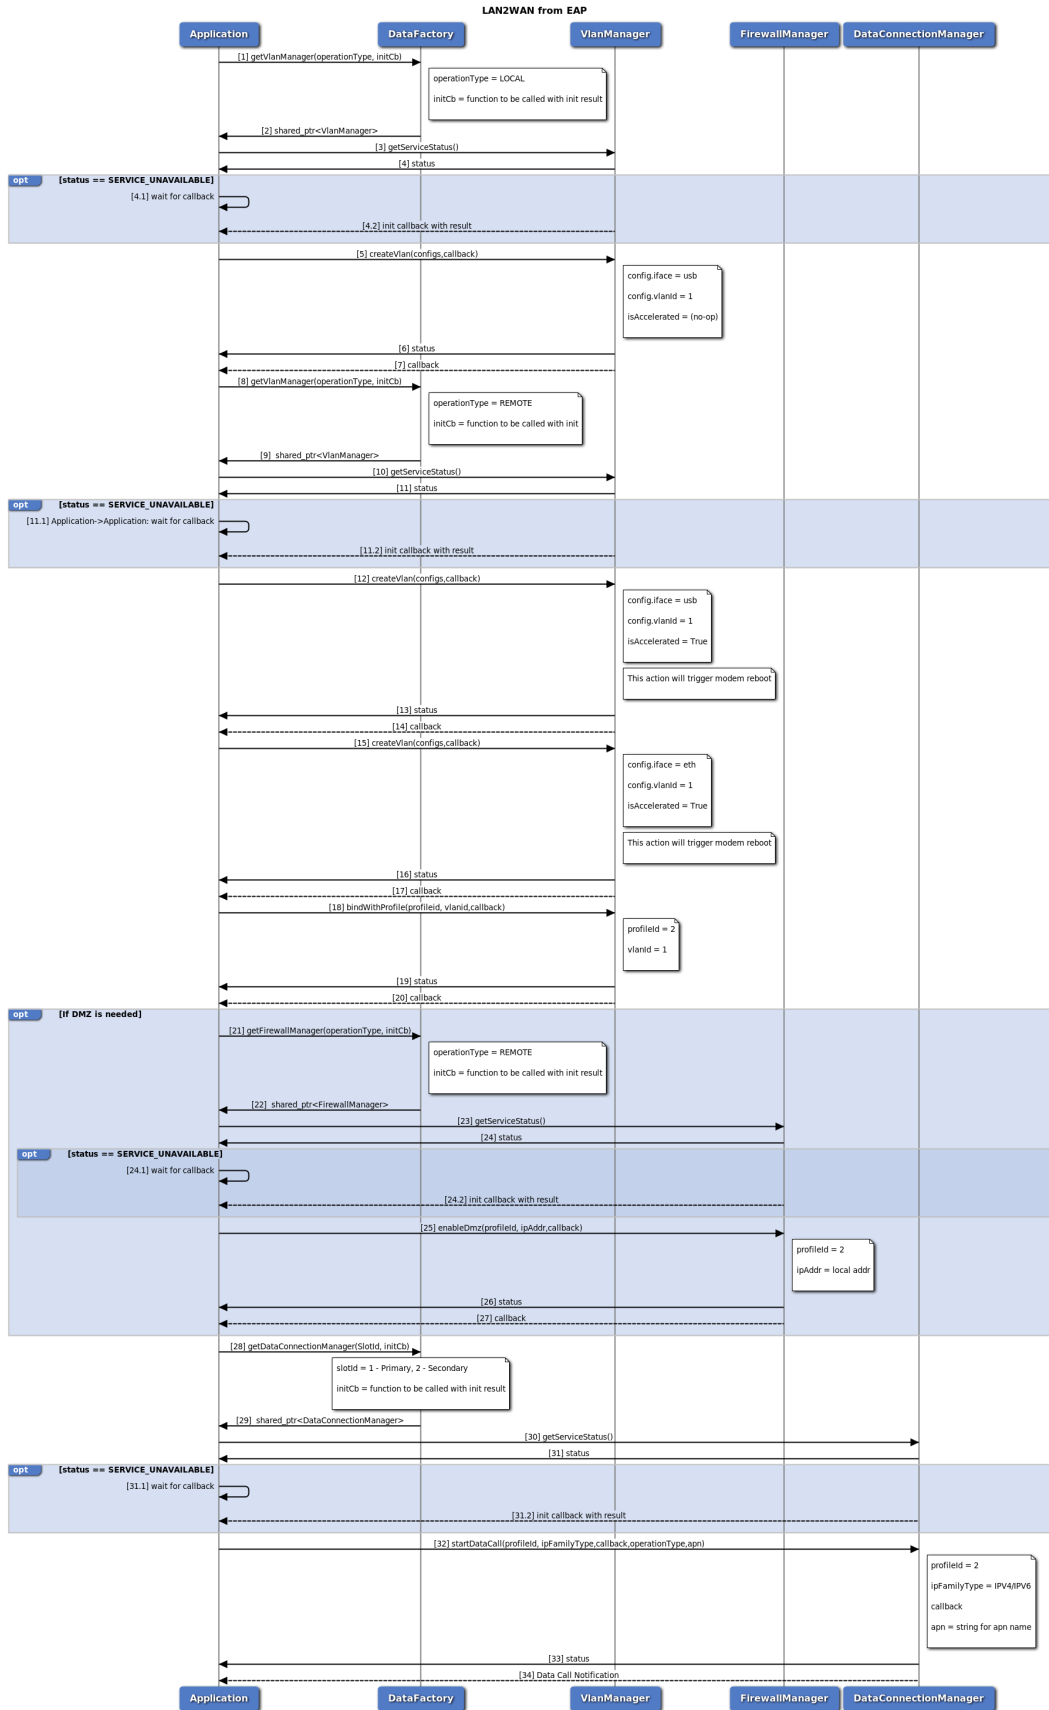 LAN2WAN from EAP
Application
DataFactory
VlanManager
FirewallManager
DataConnectionManager
[1] getVlanManager(operationType, initCb)
operationType = LOCAL
initCb = function to be called with init result
[2] shared_ptr<VlanManager>
[3] getServiceStatus()
[4] status
opt
[status == SERVICE_UNAVAILABLE]
[4.1] wait for callback
[4.2] init callback with result
[5] createVlan(configs,callback)
config.iface = usb
config.vlanId = 1
isAccelerated = (no-op)
[6] status
[7] callback
[8] getVlanManager(operationType, initCb)
operationType = REMOTE
initCb = function to be called with init
[9]  shared_ptr<VlanManager>
[10] getServiceStatus()
[11] status
opt
[status == SERVICE_UNAVAILABLE]
[11.1] Application->Application: wait for callback
[11.2] init callback with result
[12] createVlan(configs,callback)
config.iface = usb
config.vlanId = 1
isAccelerated = True
This action will trigger modem reboot
[13] status
[14] callback
[15] createVlan(configs,callback)
config.iface = eth
config.vlanId = 1
isAccelerated = True
This action will trigger modem reboot
[16] status
[17] callback
[18] bindWithProfile(profileid, vlanid,callback)
profileId = 2
vlanId = 1
[19] status
[20] callback
opt
[If DMZ is needed]
[21] getFirewallManager(operationType, initCb)
operationType = REMOTE
initCb = function to be called with init result
[22]  shared_ptr<FirewallManager>
[23] getServiceStatus()
[24] status
opt
[status == SERVICE_UNAVAILABLE]
[24.1] wait for callback
[24.2] init callback with result
[25] enableDmz(profileId, ipAddr,callback)
profileId = 2
ipAddr = local addr
[26] status
[27] callback
[28] getDataConnectionManager(SlotId, initCb)
slotId = 1 - Primary, 2 - Secondary
initCb = function to be called with init result
[29]  shared_ptr<DataConnectionManager>
[30] getServiceStatus()
[31] status
opt
[status == SERVICE_UNAVAILABLE]
[31.1] wait for callback
[31.2] init callback with result
[32] startDataCall(profileId, ipFamilyType,callback,operationType,apn)
profileId = 2
ipFamilyType = IPV4/IPV6
callback
apn = string for apn name
[33] status
[34] Data Call Notification
Application
DataFactory
VlanManager
FirewallManager
DataConnectionManager